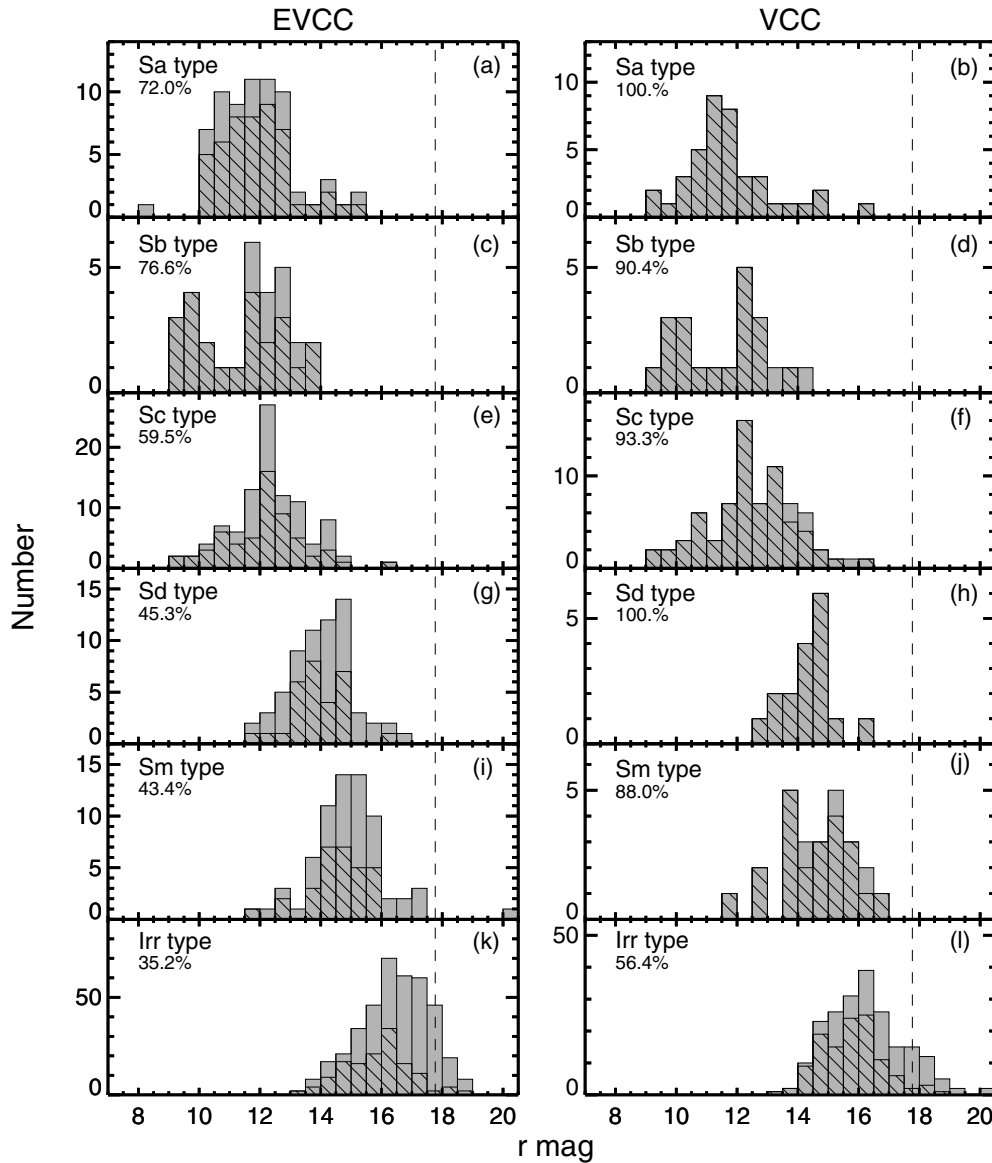 EVCC
VCC
Sa type
72.0%
(a)
10
5
0
Sa type
100.%
(b)
10
5
0
Sb type
76.6%
(c)
5
0
Sb type
90.4%
(d)
5
0
Sc type
59.5%
(e)
20
10
0
Sc type
93.3%
(f)
10
0
Sd type
45.3%
(g)
15
10
5
0
Sd type
100.%
(h)
5
0
Sm type
43.4%
(i)
15
10
5
0
Sm type
88.0%
(j)
5
0
Irr type
35.2%
(k)
50
0
Irr type
56.4%
(l)
50
0
8 10 12 14 16 18 20
8 10 12 14 16 18 20
Number
r mag